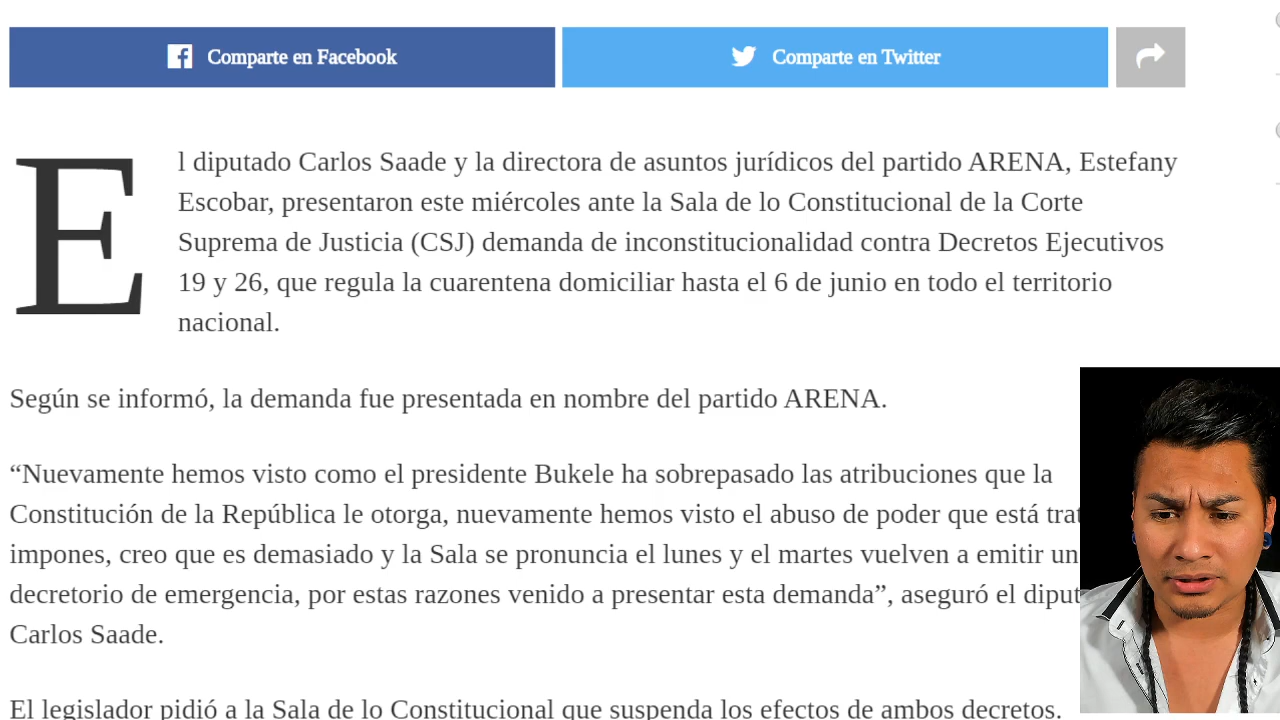 Comparte en Facebook
Comparte en Twitter
El diputado Carlos Saade y la directora de asuntos jurídicos del partido ARENA, Estefany
Escobar, presentaron este miércoles ante la Sala de lo Constitucional de la Corte
Suprema de Justicia (CSJ) demanda de inconstitucionalidad contra Decretos Ejecutivos
19 y 26, que regula la cuarentena domiciliar hasta el 6 de junio en todo el territorio
nacional.
Según se informó, la demanda fue presentada en nombre del partido ARENA.
“Nuevamente hemos visto como el presidente Bukele ha sobrepasado las atribuciones que la
Constitución de la República le otorga, nuevamente hemos visto el abuso de poder que está
impones, creo que es demasiado y la Sala se pronuncia el lunes y el martes vuelven a emitir un
decretorio de emergencia, por estas razones venido a presentar esta demanda”, aseguró el
Carlos Saade.
El legislador pidió a la Sala de lo Constitucional que suspenda los efectos de ambos decretos.